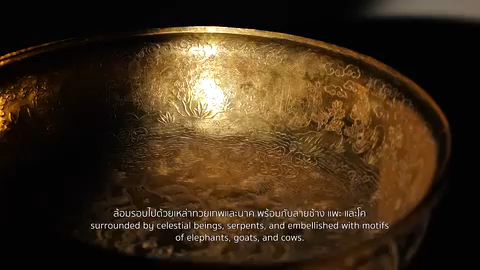 ล้อมรอบไปด้วยเหล่าทวยเทพและนาค พร้อมกับลายช้าง แพะ และโค
surrounded by celestial beings, serpents, and embellished with motifs
of elephants, goats, and cows.